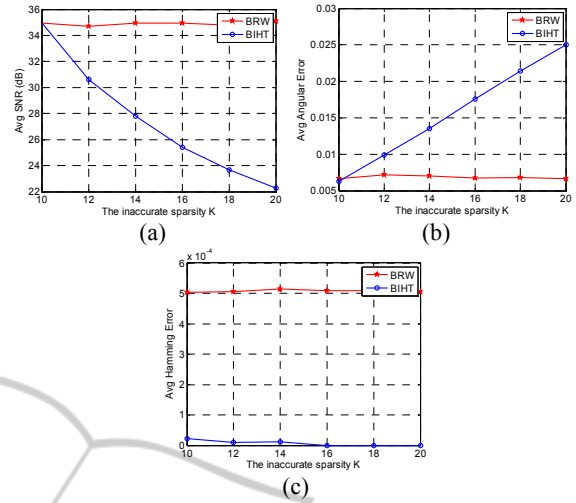 36
34
32
30
28
26
24
22
Avg SNR (dB)
10 12 14 16 18 20
The inaccurate sparsity K
BRW
BIHT
(a)
0.03
0.025
0.02
0.015
0.01
0.005
Avg Angular Error
10 12 14 16 18 20
The inaccurate sparsity K
BRW
BIHT
(b)
x 10-4
6
5
4
3
2
1
0
Avg Hamming Error
10 12 14 16 18 20
The inaccurate sparsity K
BRW
BIHT
(c)